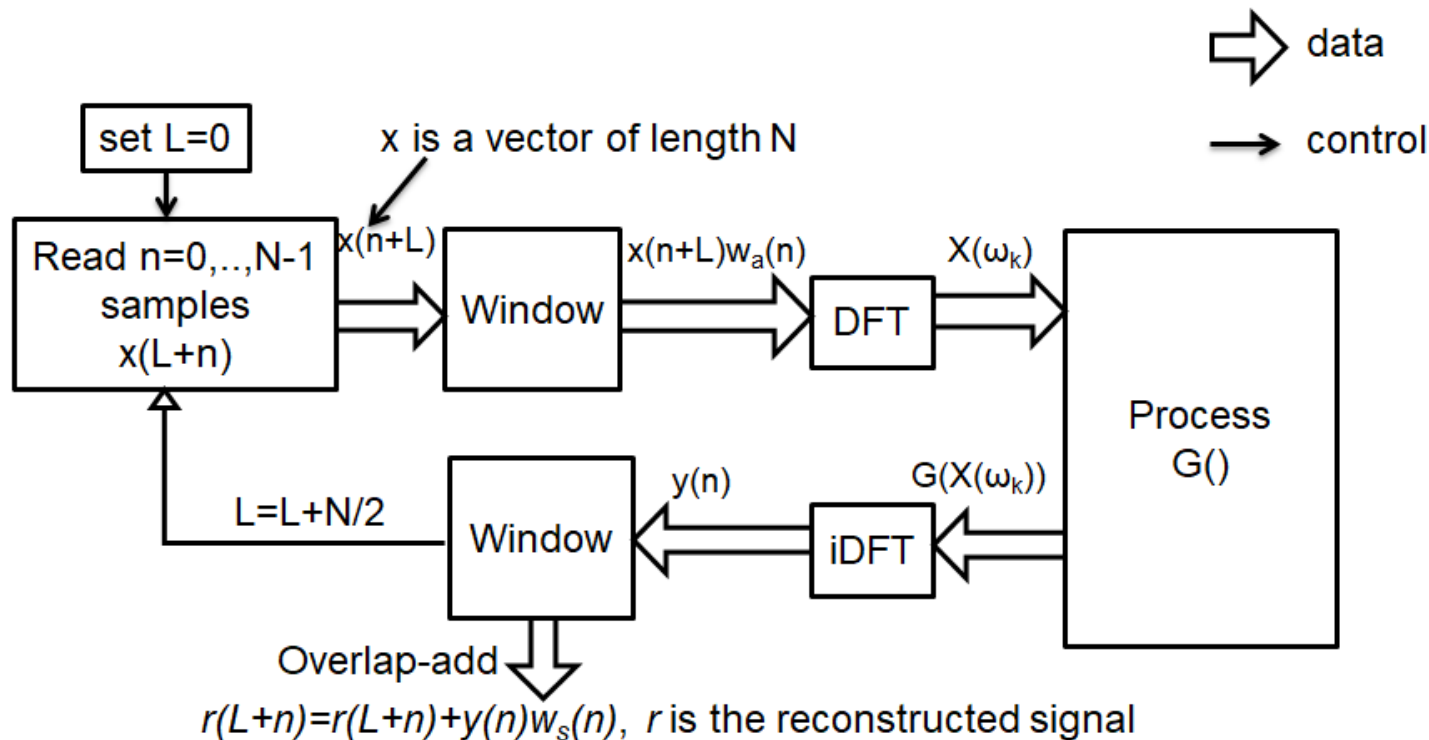 data
set L=0
x is a vector of length N
control
Read n=0,..,N-1
samples
x(L+n)
x(n+L)
Window
x(n+L)wₐ(n)
DFT
X(ωₖ)
Process
G()
G(X(ωₖ))
iDFT
y(n)
Window
L=L+N/2
Overlap-add
r(L+n)=r(L+n)+y(n)wₛ(n), r is the reconstructed signal